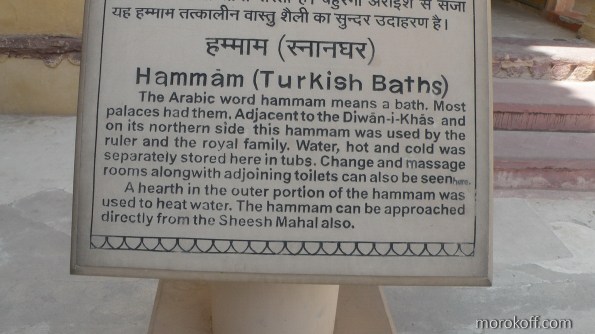 से सजा
यह हम्माम तत्कालीन वास्तु शैली का सुन्दर उदाहरण है।
हम्माम (स्नानघर)
Hammâm (Turkish Baths)
The Arabic word hammam means a bath. Most
palaces had them. Adjacent to the Diwān-i-Khās and
on its northern side this hammam was used by the
ruler and the royal family. Water, hot and cold was
separately stored here in tubs. Change and massage
rooms alongwith adjoining toilets can also be seen here.
A hearth in the outer portion of the hammam was
used to heat water. The hammam can be approached
directly from the Sheesh Mahal also.
morokoff.com